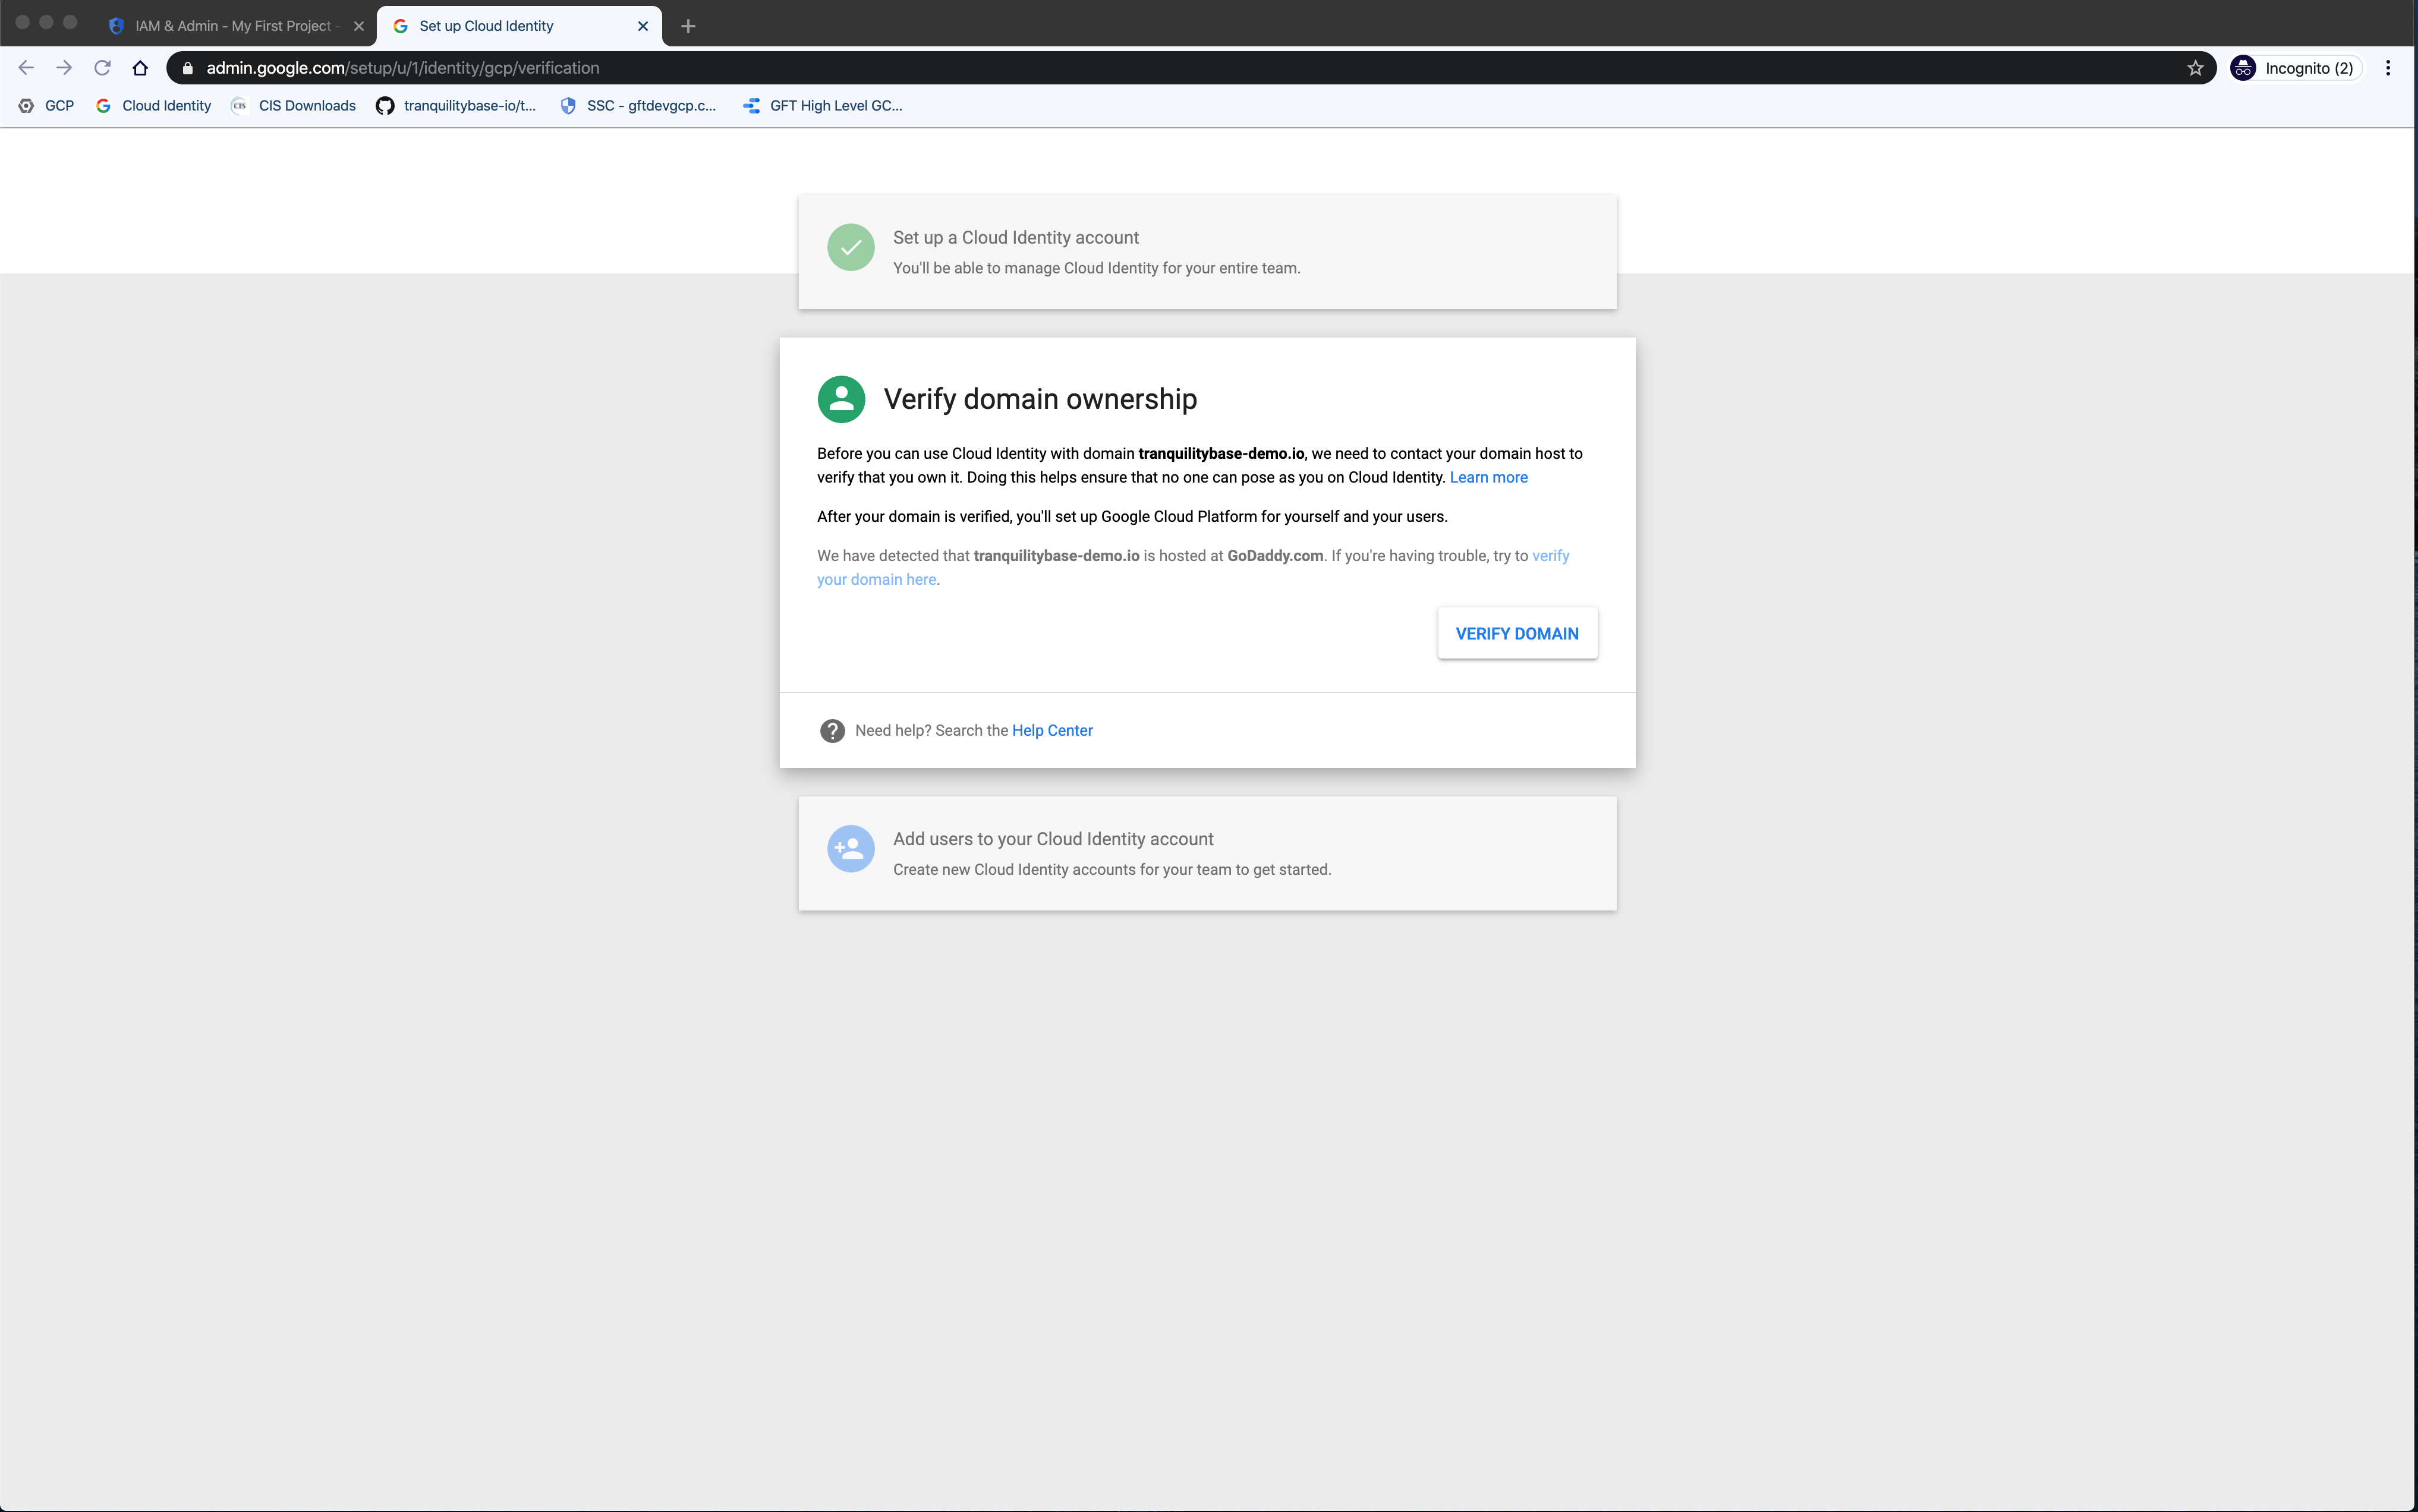 IAM & Admin - My First Project -
Set up Cloud Identity
admin.google.com/setup/u/1/identity/gcp/verification
Incognito (2)
GCP
Cloud Identity
CIS
CIS Downloads
tranquilitybase-io/t...
SSC - gftdevgcp.c...
GFT High Level GC...
Set up a Cloud Identity account
You'll be able to manage Cloud Identity for your entire team.
Verify domain ownership
Before you can use Cloud Identity with domain tranquilitybase-demo.io, we need to contact your domain host to
verify that you own it. Doing this helps ensure that no one can pose as you on Cloud Identity. Learn more
After your domain is verified, you'll set up Google Cloud Platform for yourself and your users.
We have detected that tranquilitybase-demo.io is hosted at GoDaddy.com. If you're having trouble, try to verify
your domain here.
VERIFY DOMAIN
Need help? Search the Help Center
Add users to your Cloud Identity account
Create new Cloud Identity accounts for your team to get started.